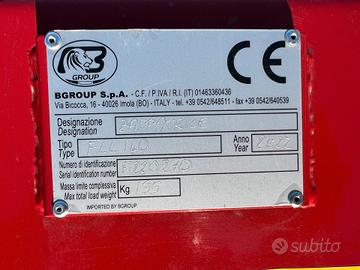 B
GROUP
BGROUP S.p.A. - C.F. / P.IVA / R.I. (IT) 01463360436
Via Bicocca, 16 - 40026 Imola (BO) - ITALY - tel. +39 0542/648511 - fax +39 0542/640539
CE
Designazione
Designation
Tipo
Type
Anno
Year
Numero di identificazione
Serial identification number
Massa limite complessiva
Max total load weight
Kg
IMPORTED BY BGROUP
subito